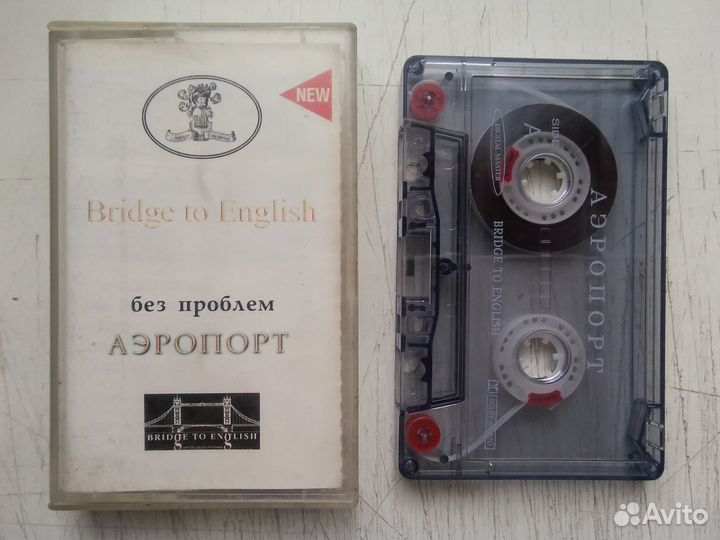 NEW
Bridge to English
без проблем
АЭРОПОРТ
BRIDGE TO ENGLISH
SIDE
A
DIGITAL MASTER
BRIDGE TO ENGLISH
АЭРОПОРТ
Avito